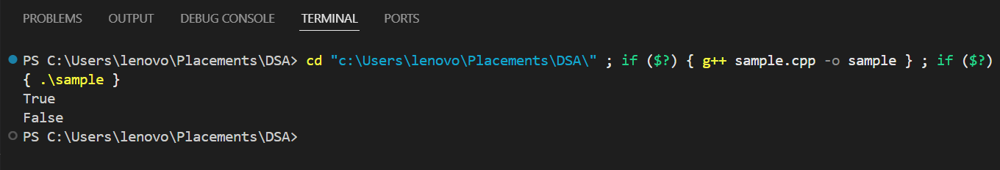 PROBLEMS OUTPUT DEBUG CONSOLE TERMINAL PORTS
PS C:\Users\lenovo\Placements\DSA> cd "c:\Users\lenovo\Placements\DSA\" ; if ($?) { g++ sample.cpp -o sample } ; if ($?)
{ .\sample }
True
False
PS C:\Users\lenovo\Placements\DSA>